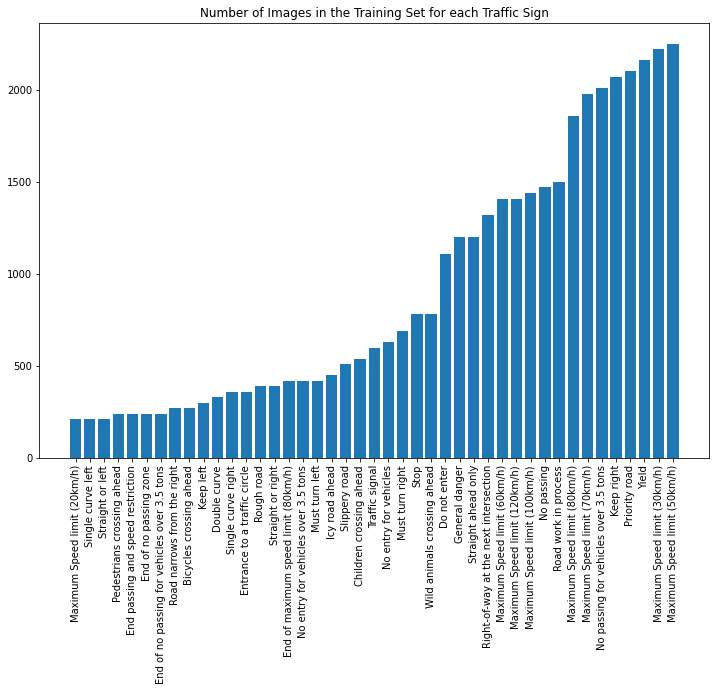 Number of Images in the Training Set for each Traffic Sign
2000
1500
1000
500
0
Maximum Speed limit (20km/h)
Single curve left
Straight or left
Pedestrians crossing ahead
End passing and speed restriction
End of no passing zone
End of no passing for vehicles over 3.5 tons
Road narrows from the right
Bicycles crossing ahead
Keep left
Double curve
Single curve right
Entrance to a traffic circle
Rough road
Straight or right
End of maximum speed limit (80km/h)
No entry for vehicles over 3.5 tons
Must turn left
Icy road ahead
Slippery road
Children crossing ahead
Traffic signal
No entry for vehicles
Must turn right
Stop
Wild animals crossing ahead
Do not enter
General danger
Straight ahead only
Right-of-way at the next intersection
Maximum Speed limit (60km/h)
Maximum Speed limit (120km/h)
Maximum Speed limit (100km/h)
No passing
Road work in process
Maximum Speed limit (80km/h)
Maximum Speed limit (70km/h)
No passing for vehicles over 3.5 tons
Keep right
Priority road
Yield
Maximum Speed limit (30km/h)
Maximum Speed limit (50km/h)